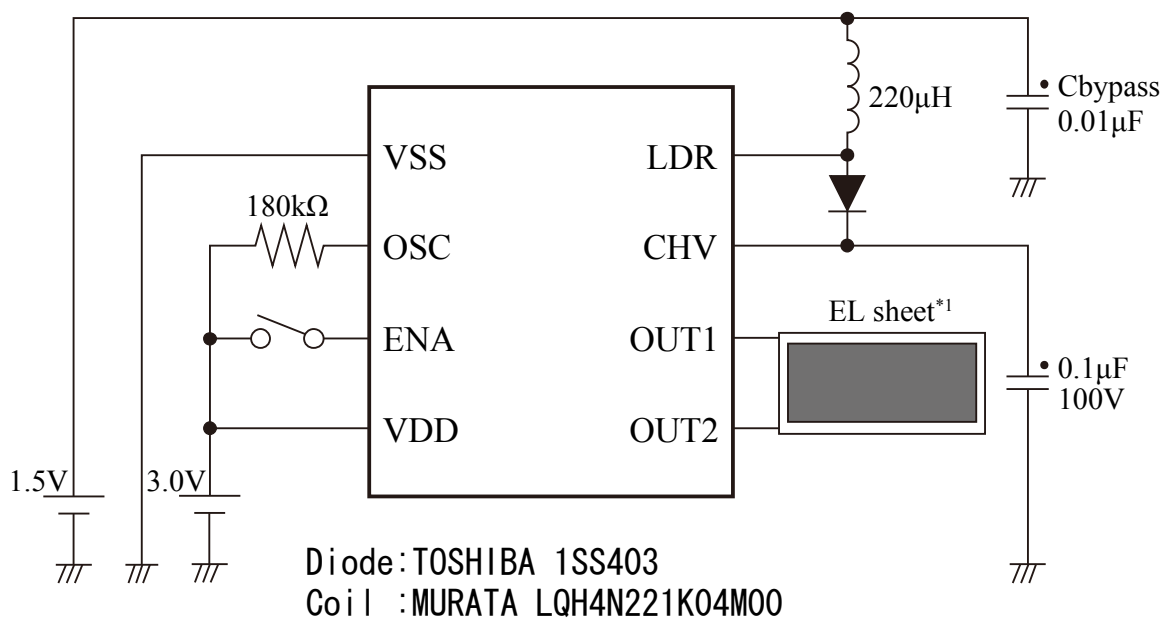 220μH
Cbypass
0.01μF
VSS
LDR
180kΩ
OSC
CHV
EL sheet*1
ENA
OUT1
0.1μF
100V
VDD
OUT2
1.5V
3.0V
Diode:TOSHIBA 1SS403
Coil :MURATA LQH4N221K04M00